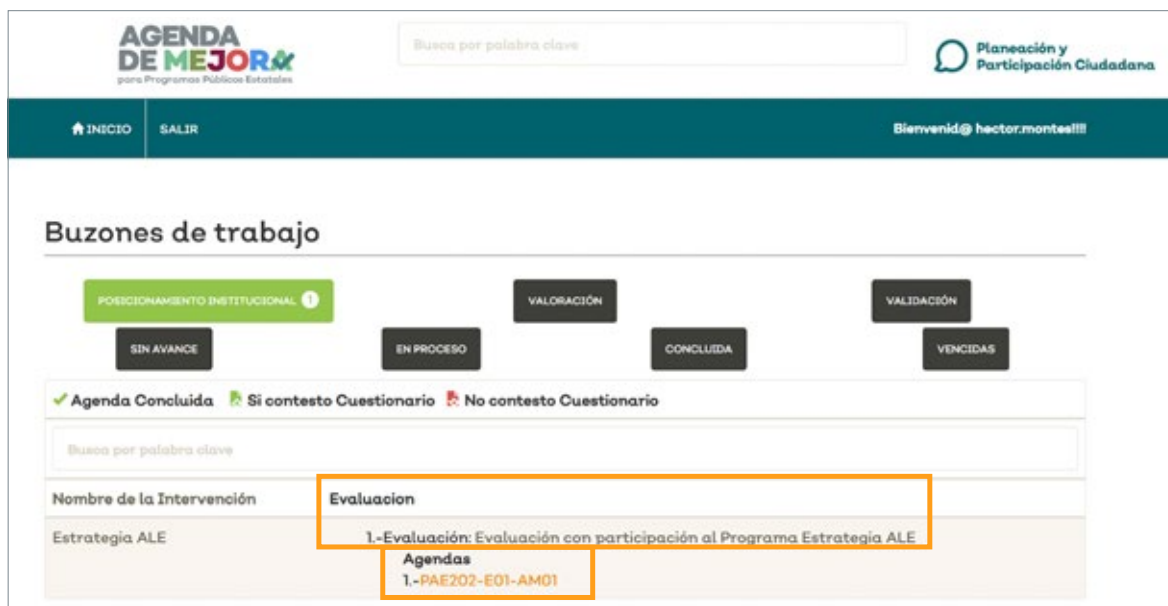 AGENDA
DE MEJORA
para Programas Públicos Estatales
Busca por palabra clave
Planeación y
Participación Ciudadana
INICIO SALIR Bienvenid@ hector.montes!!!!
Buzones de trabajo
POSICIONAMIENTO INSTITUCIONAL 1 VALORACIÓN VALIDACIÓN
SIN AVANCE EN PROCESO CONCLUIDA VENCIDAS
Agenda Concluida Si contesto Cuestionario No contesto Cuestionario
Busca por palabra clave
Nombre de la Intervención Evaluacion
Estrategia ALE 1.-Evaluación: Evaluación con participación al Programa Estrategia ALE
Agendas
1.-PAE202-E01-AM01